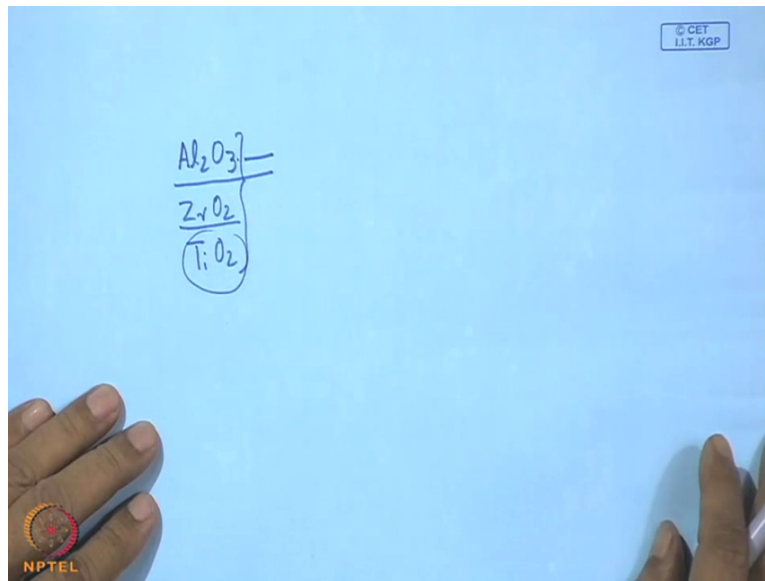 © CET
I.I.T. KGP
Al₂O₃
ZrO₂
TiO₂
NPTEL